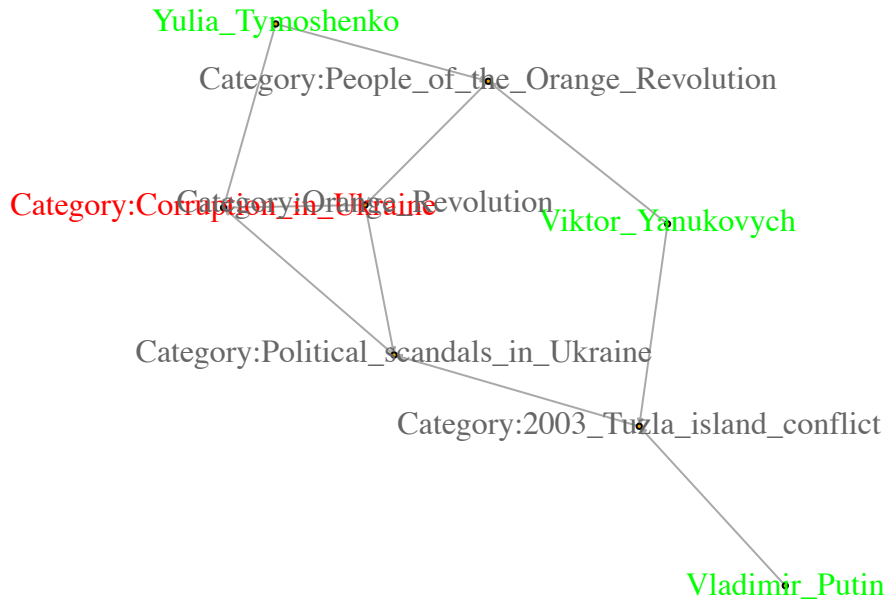 Yulia_Tymoshenko
Category:People_of_the_Orange_Revolution
Category:Corruption_in_Ukraine
Category:Orange_Revolution
Viktor_Yanukovych
Category:Political_scandals_in_Ukraine
Category:2003_Tuzla_island_conflict
Vladimir_Putin